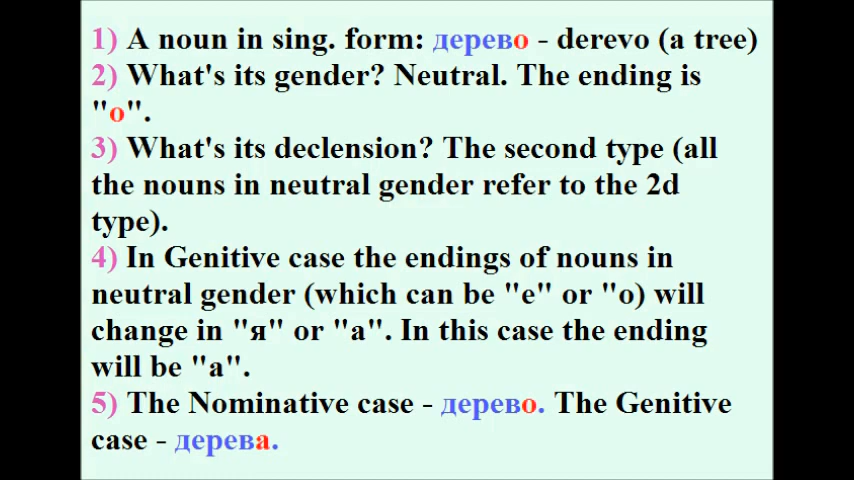 1) A noun in sing. form: дерево - derevo (a tree)
2) What's its gender? Neutral. The ending is
"о".
3) What's its declension? The second type (all
the nouns in neutral gender refer to the 2d
type).
4) In Genitive case the endings of nouns in
neutral gender (which can be "е" or "о) will
change in "я" or "а". In this case the ending
will be "а".
5) The Nominative case - дерево. The Genitive
case - дерева.